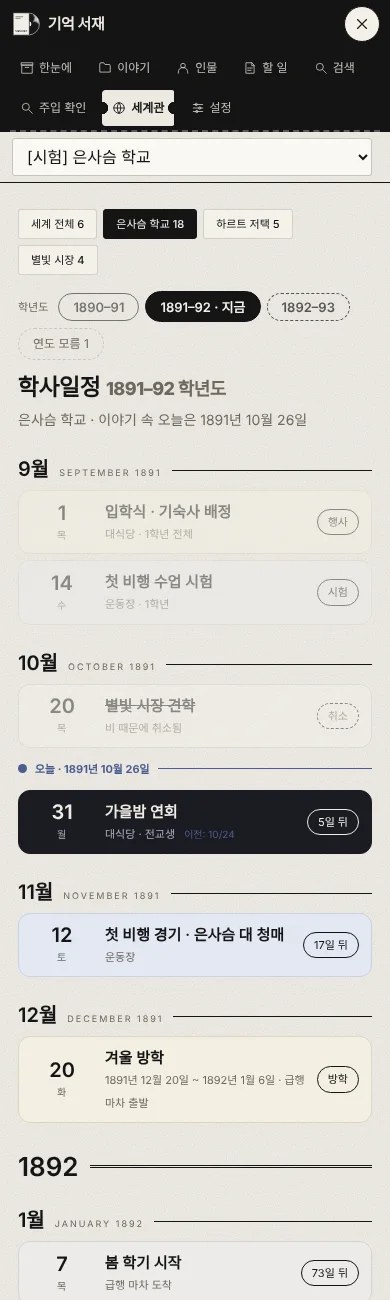 기억 서재
한눈에 이야기 인물 할 일 검색
주입 확인 세계관 설정
[시험] 은사슴 학교
세계 전체 6 은사슴 학교 18 하르트 저택 5
별빛 시장 4
학년도 1890–91 1891–92 · 지금 1892–93
연도 모름 1
학사일정 1891–92 학년도
은사슴 학교 · 이야기 속 오늘은 1891년 10월 26일
9월 SEPTEMBER 1891
1 입학식 · 기숙사 배정 행사
목 대식당 · 1학년 전체
14 첫 비행 수업 시험 시험
수 운동장 · 1학년
10월 OCTOBER 1891
20 별빛 시장 견학 취소
목 비 때문에 취소됨
오늘 · 1891년 10월 26일
31 가을밤 연회 5일 뒤
월 대식당 · 전교생 이전: 10/24
11월 NOVEMBER 1891
12 첫 비행 경기 · 은사슴 대 청매 17일 뒤
토 운동장
12월 DECEMBER 1891
20 겨울 방학 방학
화 1891년 12월 20일 ~ 1892년 1월 6일 · 급행
마차 출발
1892
1월 JANUARY 1892
7 봄 학기 시작 73일 뒤
목 급행 마차 도착